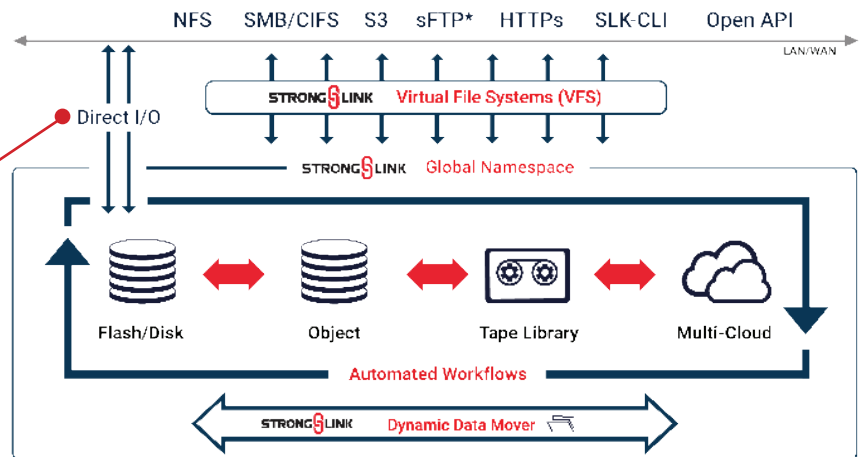 NFS SMB/CIFS S3 sFTP* HTTPs SLK-CLI Open API
LAN/WAN
STRONGLINK Virtual File Systems (VFS)
Direct I/O
STRONGLINK Global Namespace
Flash/Disk Object Tape Library Multi-Cloud
Automated Workflows
STRONGLINK Dynamic Data Mover